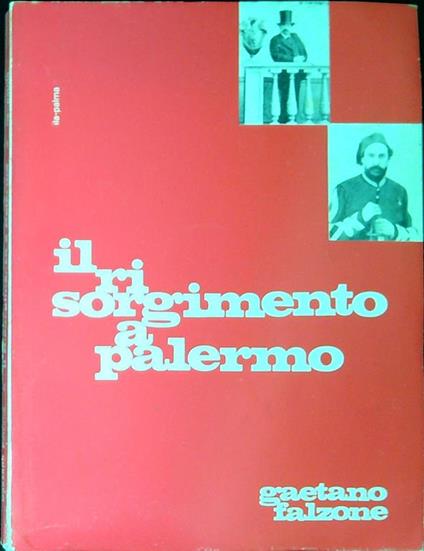 ila-palma
il
ri
sorgimento
a
palermo
gaetano
falzone